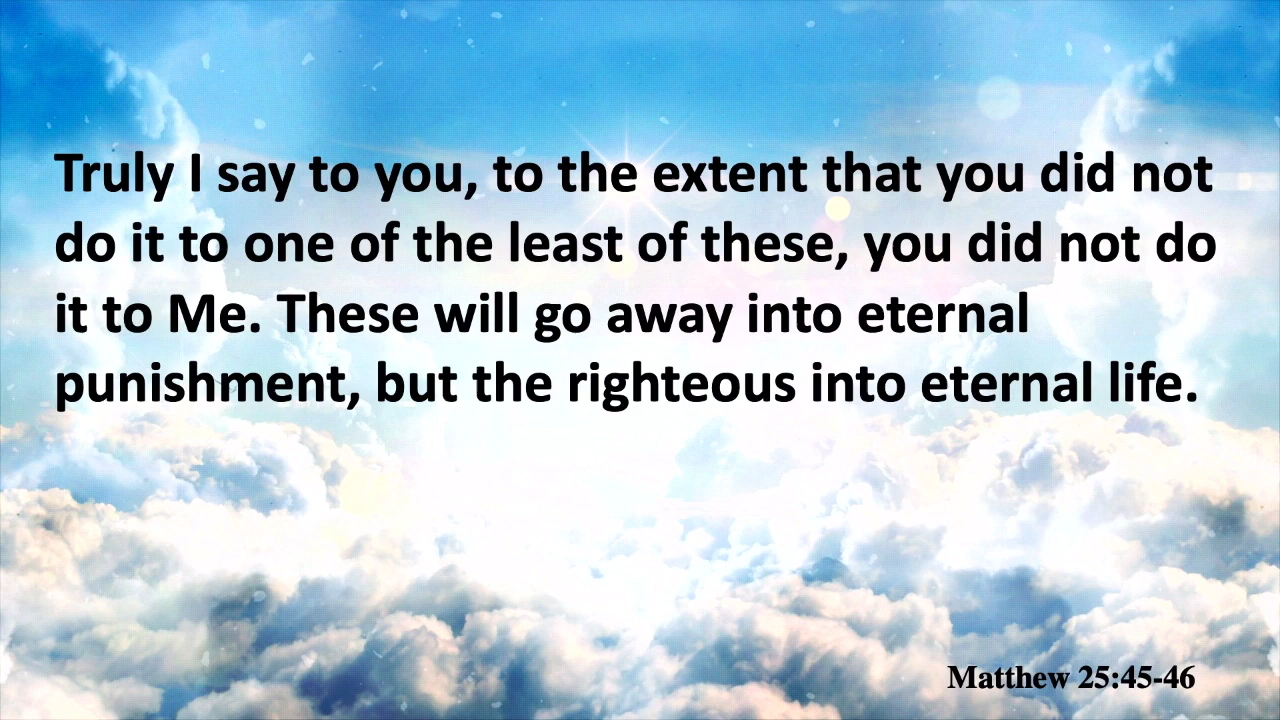 Truly I say to you, to the extent that you did not
do it to one of the least of these, you did not do
it to Me. These will go away into eternal
punishment, but the righteous into eternal life.
Matthew 25:45-46